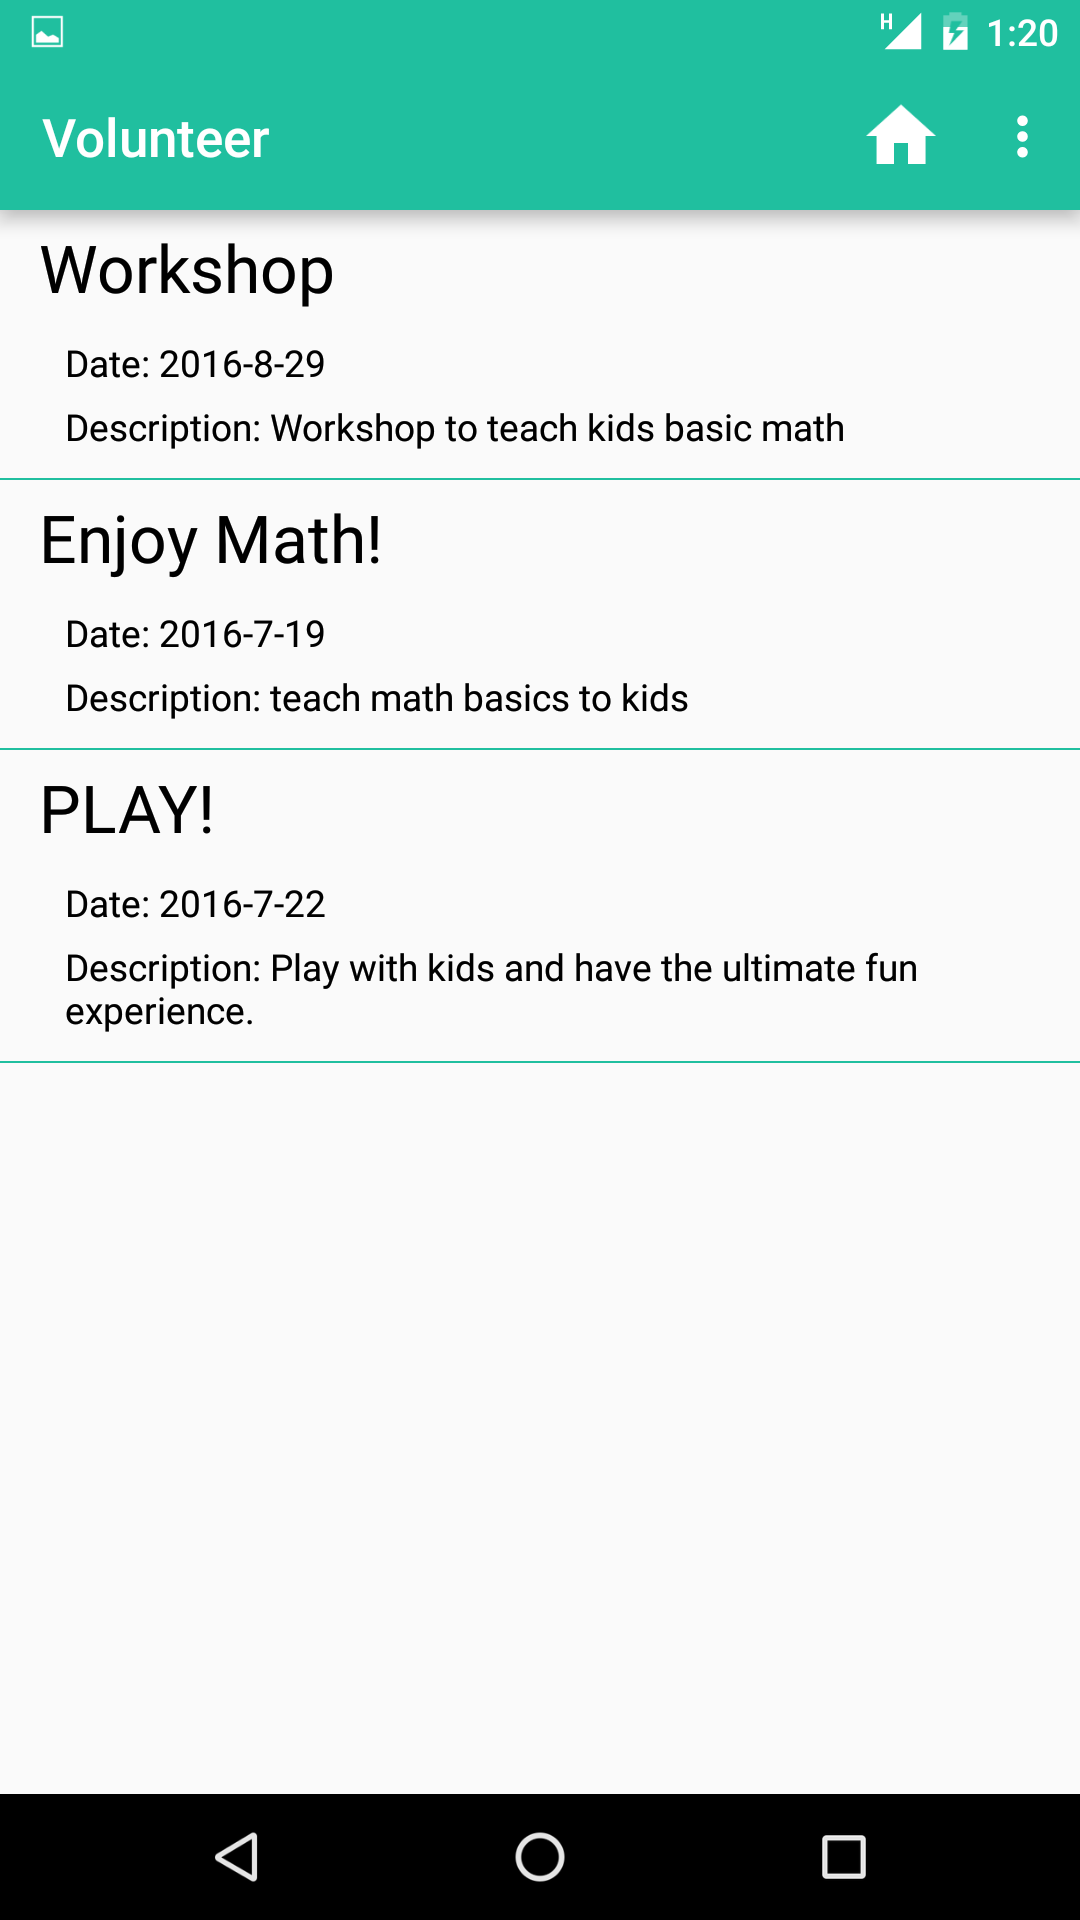 H 1:20
Volunteer
Workshop
Date: 2016-8-29
Description: Workshop to teach kids basic math
Enjoy Math!
Date: 2016-7-19
Description: teach math basics to kids
PLAY!
Date: 2016-7-22
Description: Play with kids and have the ultimate fun
experience.